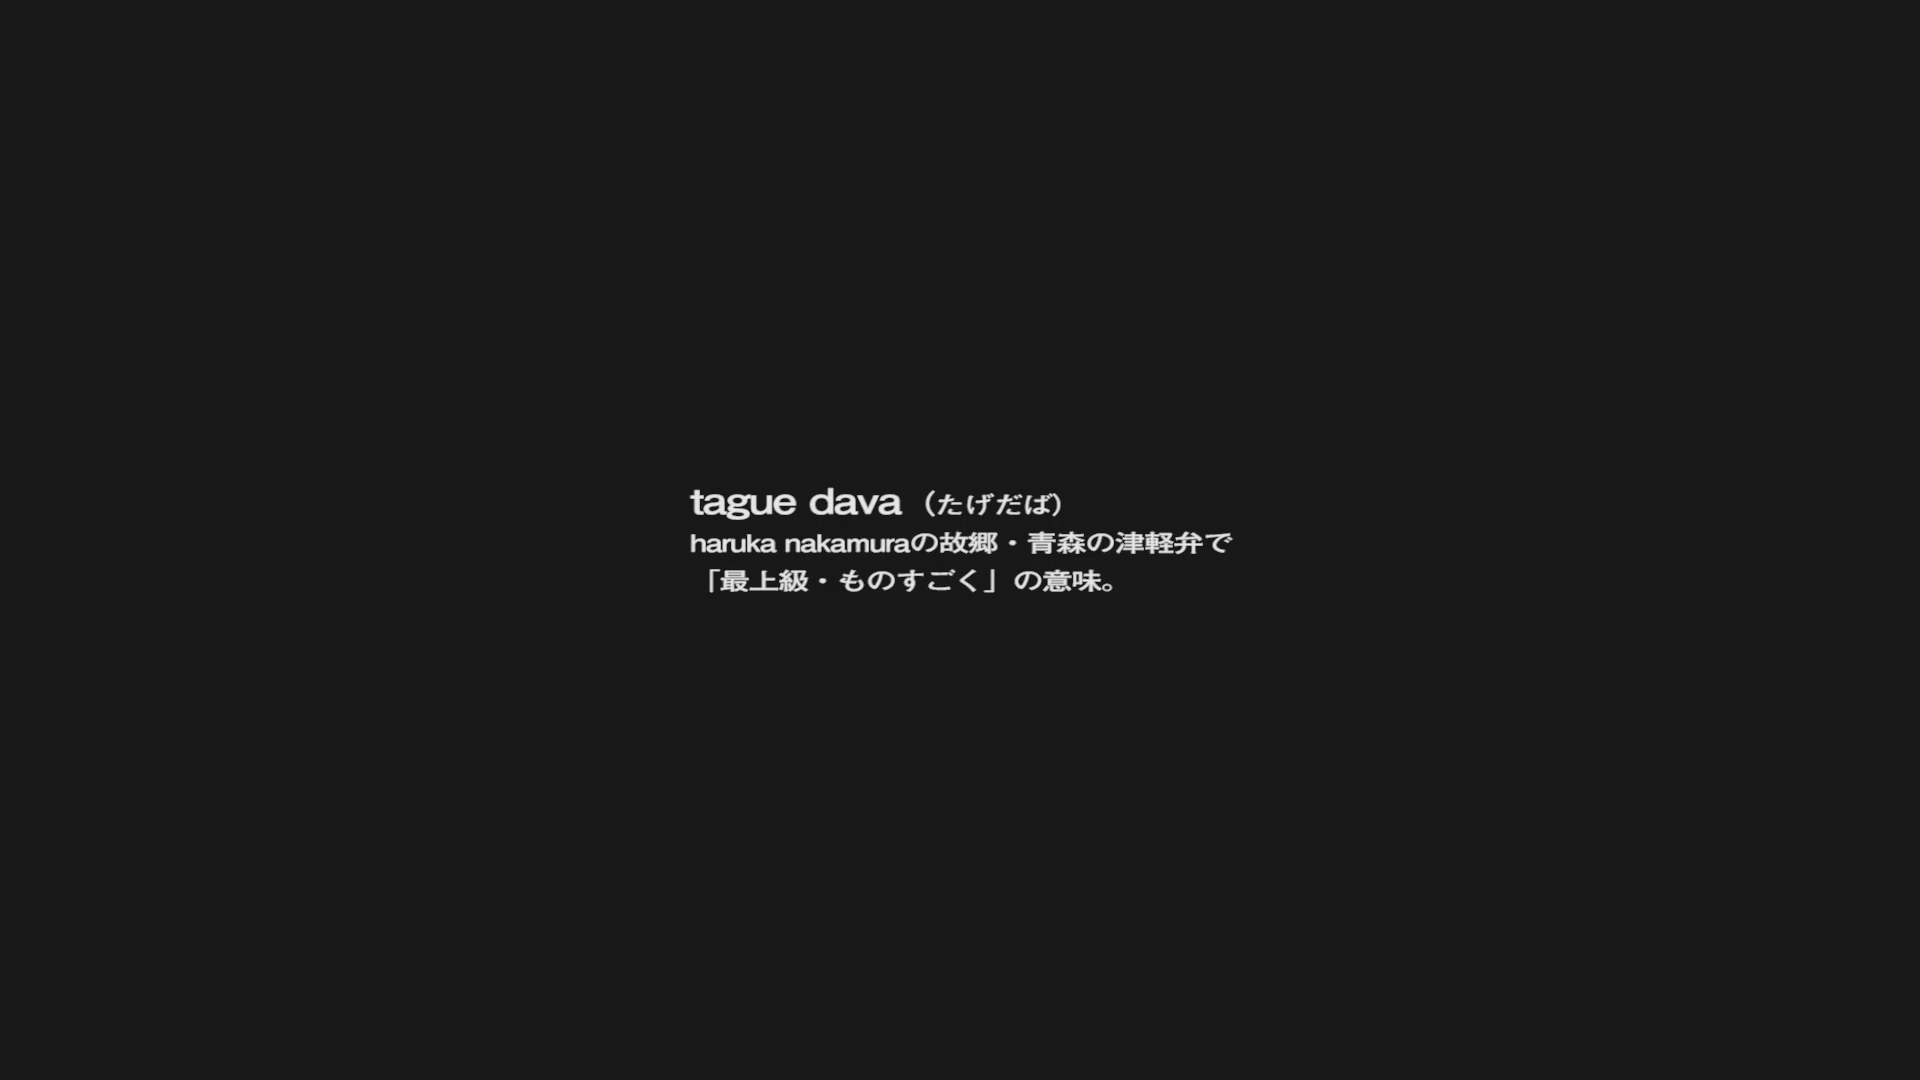 tague dava（たげだば）
haruka nakamuraの故郷・青森の津軽弁で
「最上級・ものすごく」の意味。